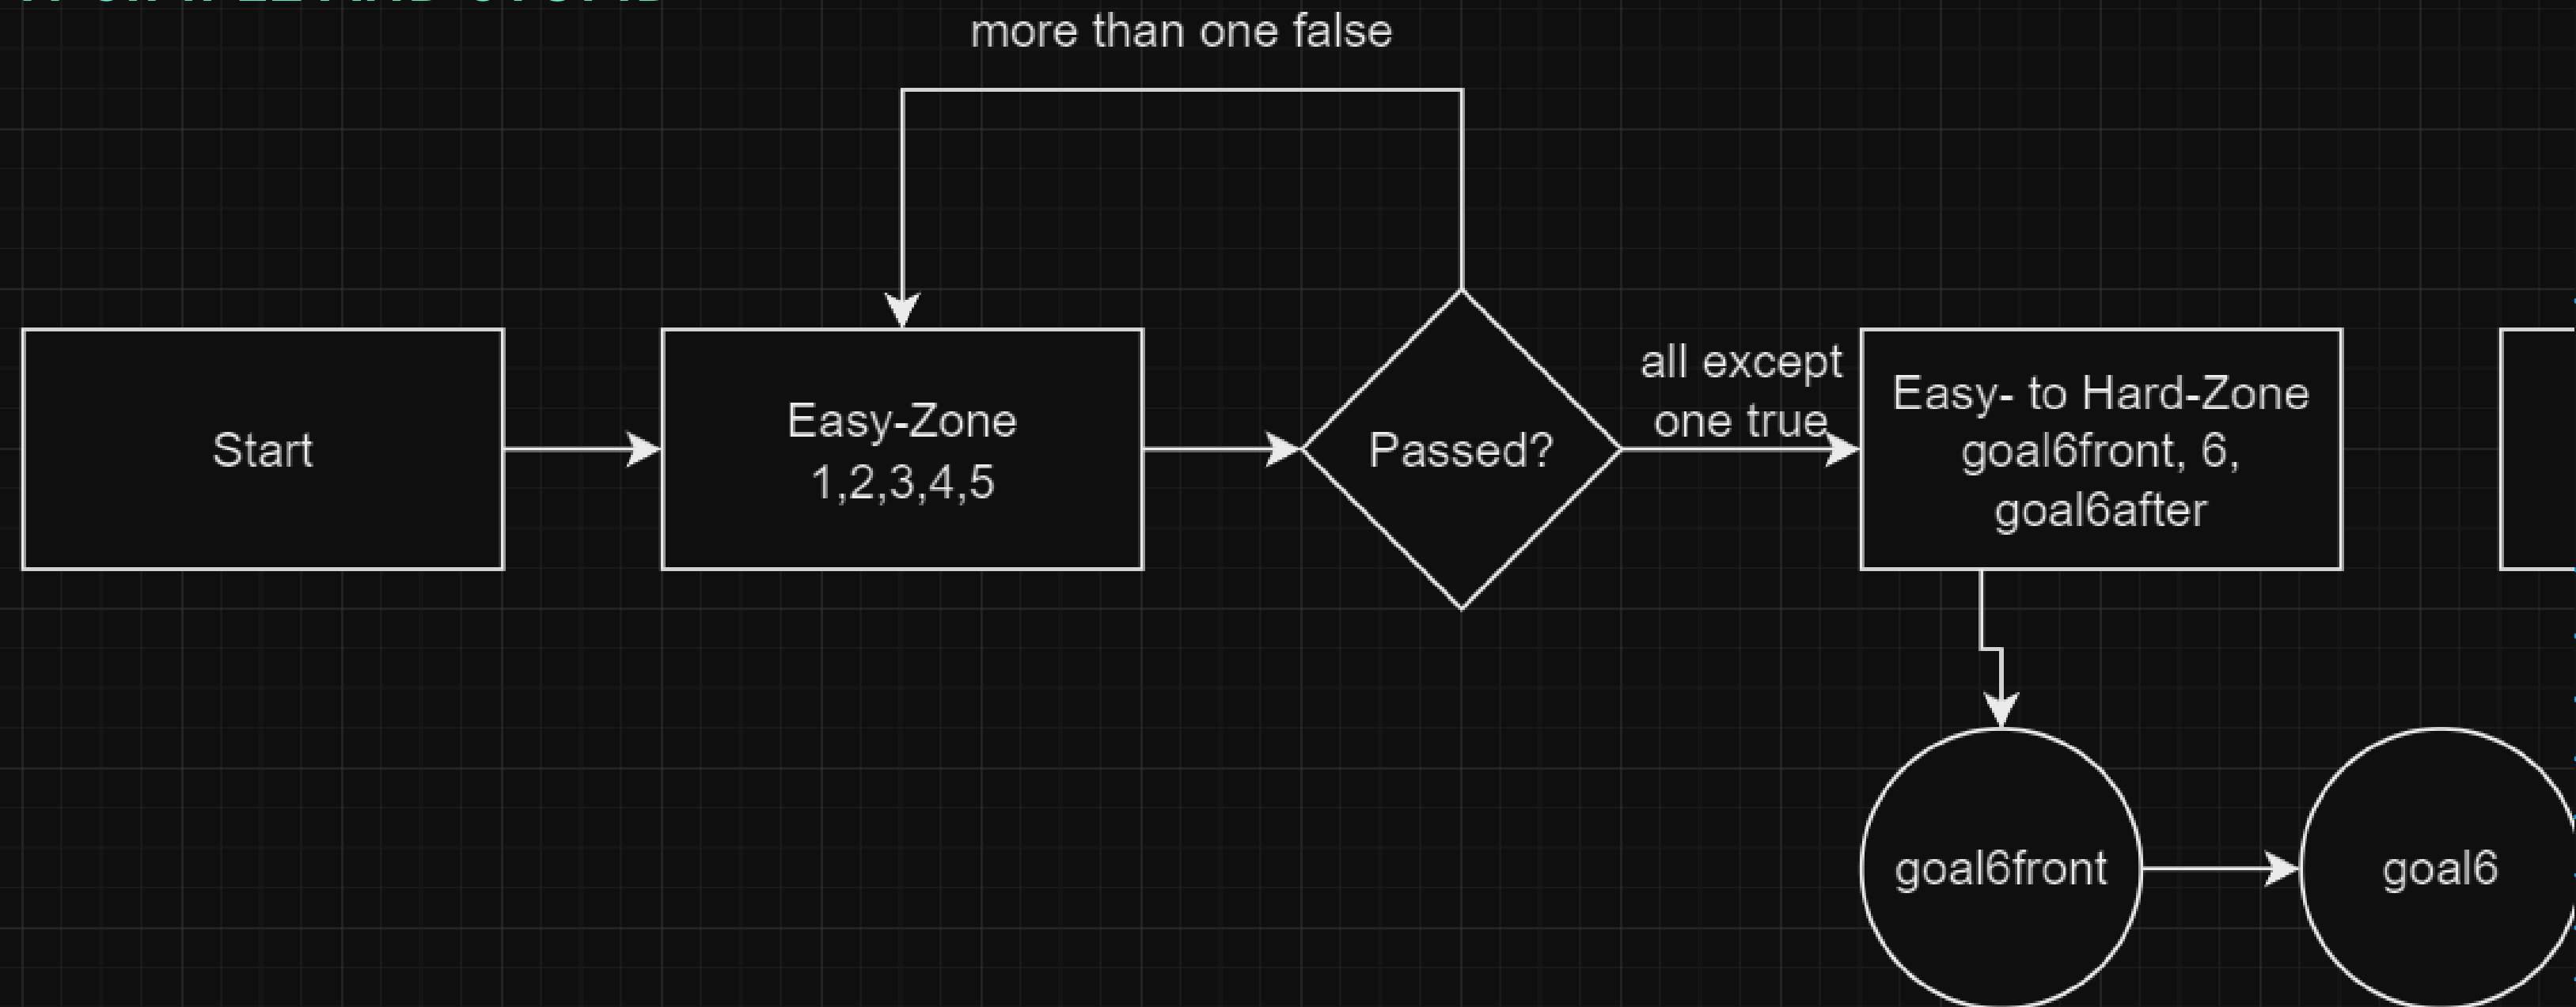 more than one false
Start
Easy-Zone
1,2,3,4,5
Passed?
all except
one true
Easy- to Hard-Zone
goal6front, 6,
goal6after
goal6front
goal6